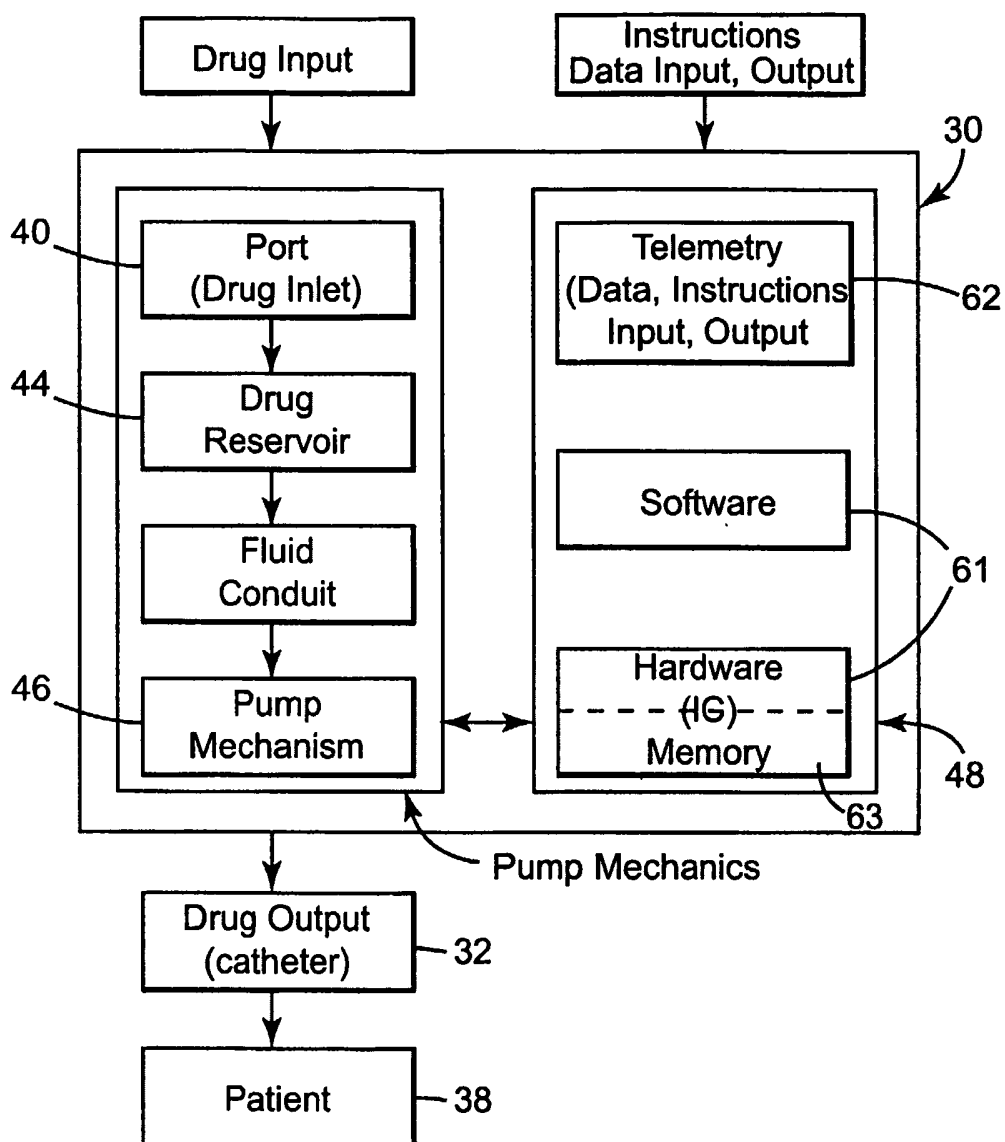 Drug Input
Instructions
Data Input, Output
30
40
Port
(Drug Inlet)
Telemetry
(Data, Instructions
Input, Output
62
44
Drug
Reservoir
Software
Fluid
Conduit
61
46
Pump
Mechanism
Hardware
(IC)
Memory
48
63
Pump Mechanics
Drug Output
(catheter)
32
Patient
38